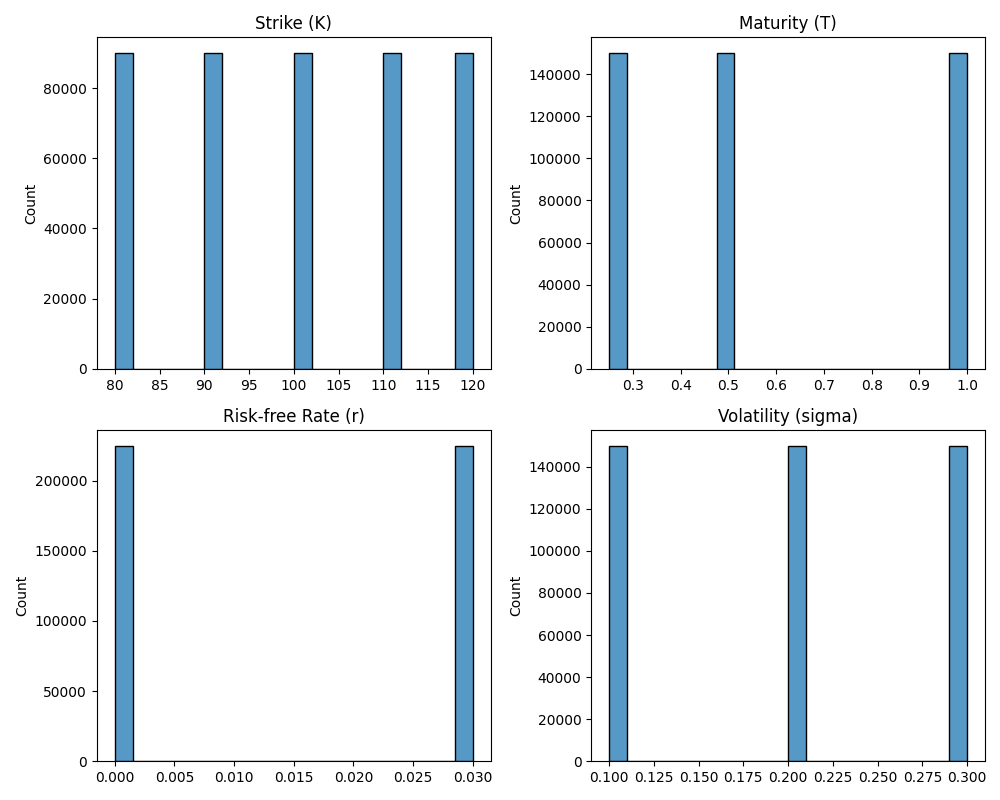 Strike (K)
Count
80000
60000
40000
20000
0
80 85 90 95 100 105 110 115 120
Maturity (T)
Count
140000
120000
100000
80000
60000
40000
20000
0
0.3 0.4 0.5 0.6 0.7 0.8 0.9 1.0
Risk-free Rate (r)
Count
200000
150000
100000
50000
0
0.000 0.005 0.010 0.015 0.020 0.025 0.030
Volatility (sigma)
Count
140000
120000
100000
80000
60000
40000
20000
0
0.100 0.125 0.150 0.175 0.200 0.225 0.250 0.275 0.300